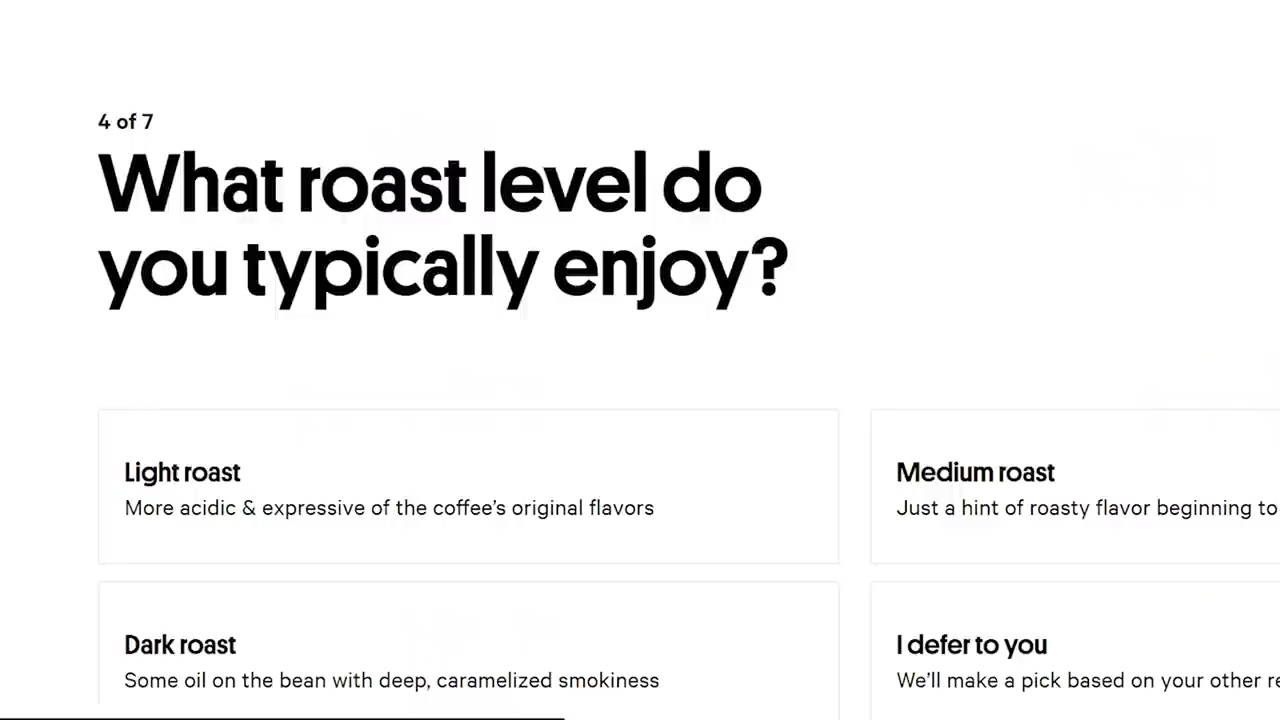 4 of 7
What roast level do
you typically enjoy?
Light roast
More acidic & expressive of the coffee’s original flavors
Medium roast
Just a hint of roasty flavor beginning to
Dark roast
Some oil on the bean with deep, caramelized smokiness
I defer to you
We’ll make a pick based on your other